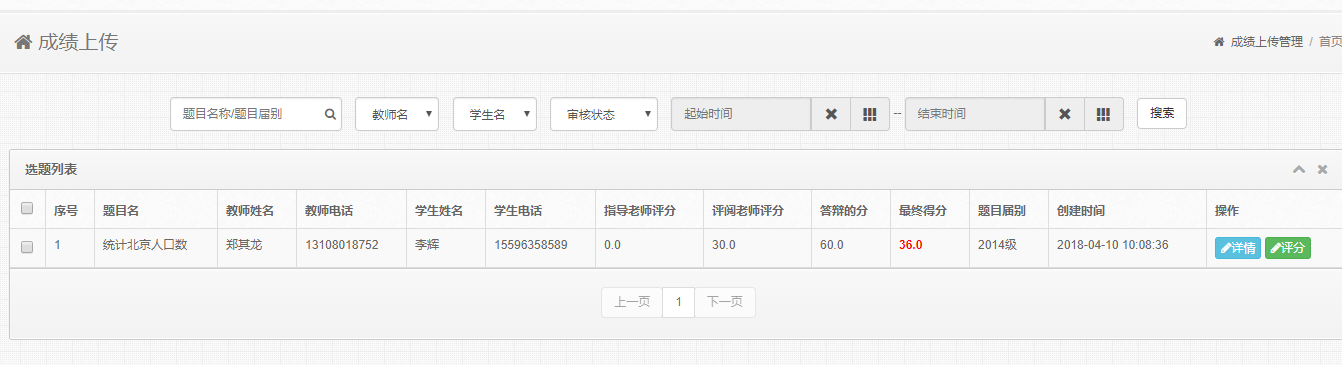 成绩上传
成绩上传管理 / 首页
题目名称/题目届别 教师名 学生名 审核状态 起始时间 -- 结束时间 搜索
选题列表
序号 题目名 教师姓名 教师电话 学生姓名 学生电话 指导老师评分 评阅老师评分 答辩的分 最终得分 题目届别 创建时间 操作
1 统计北京人口数 郑其龙 13108018752 李辉 15596358589 0.0 30.0 60.0 36.0 2014级 2018-04-10 10:08:36 详情 评分
上一页 1 下一页